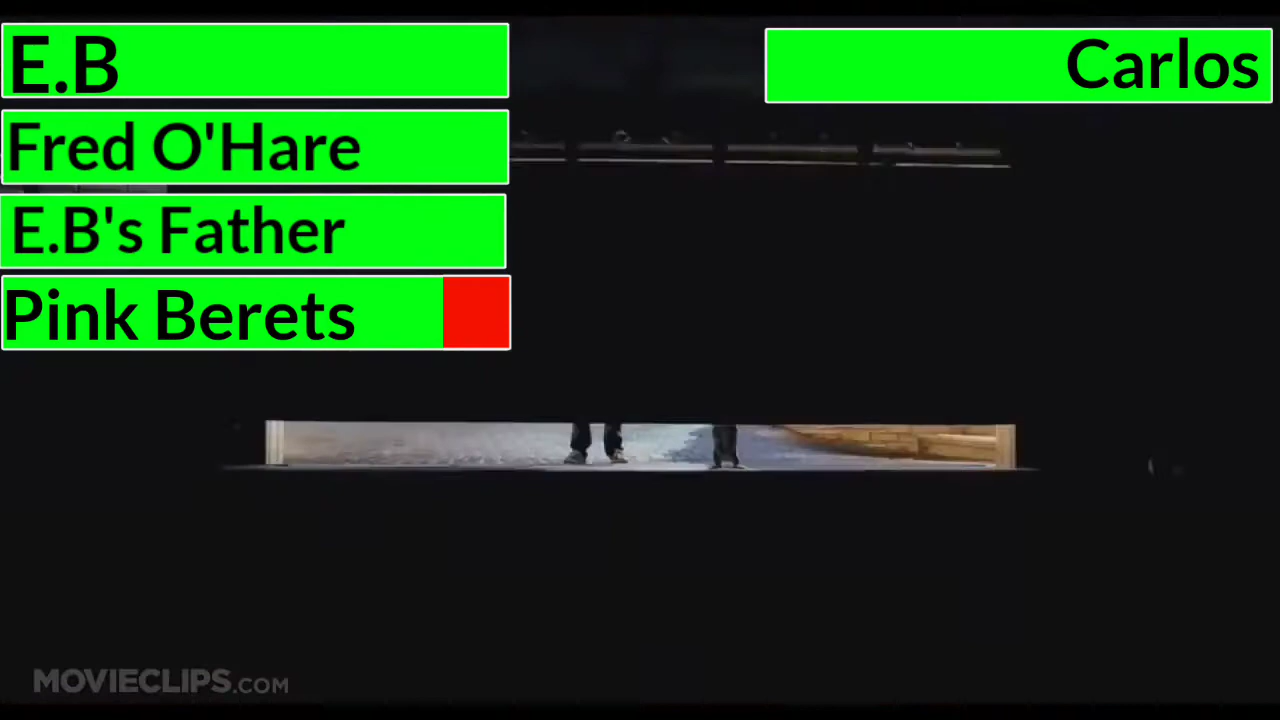 E.B
Carlos
Fred O'Hare
E.B's Father
Pink Berets
MOVIECLIPS.COM